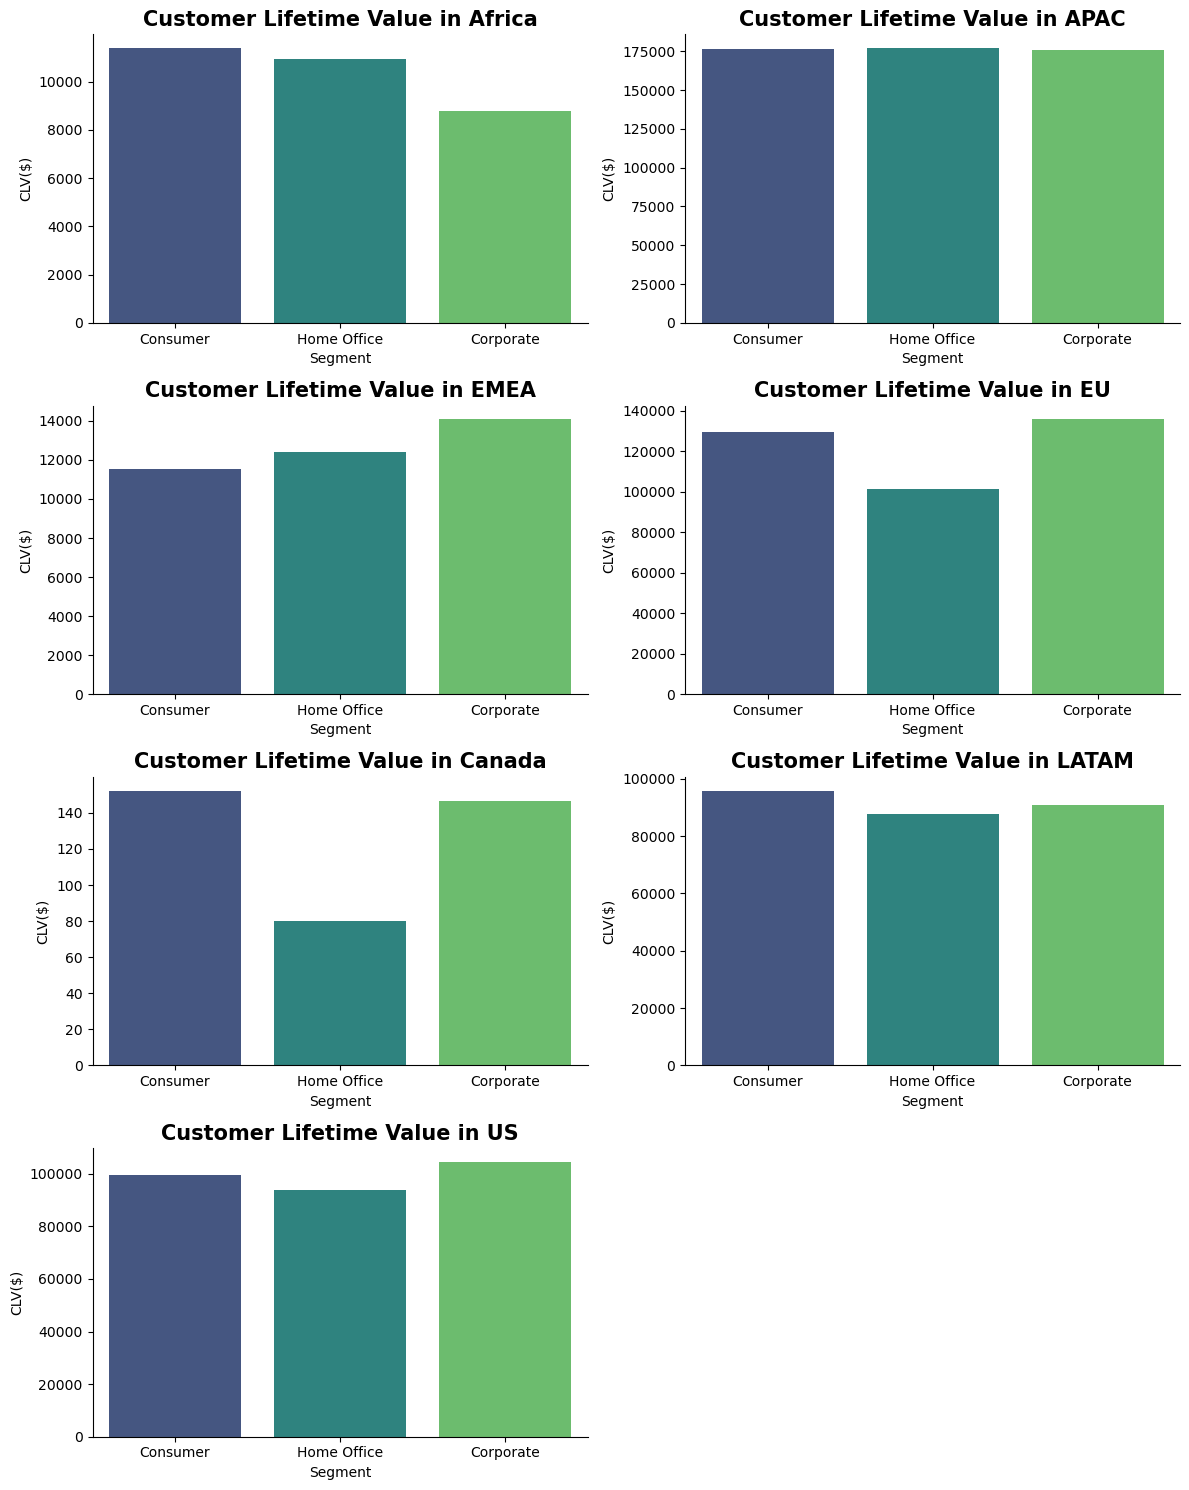 Customer Lifetime Value in Africa
CLV($)
10000
8000
6000
4000
2000
0
Consumer Home Office Corporate
Segment
Customer Lifetime Value in APAC
CLV($)
175000
150000
125000
100000
75000
50000
25000
0
Consumer Home Office Corporate
Segment
Customer Lifetime Value in EMEA
CLV($)
14000
12000
10000
8000
6000
4000
2000
0
Consumer Home Office Corporate
Segment
Customer Lifetime Value in EU
CLV($)
140000
120000
100000
80000
60000
40000
20000
0
Consumer Home Office Corporate
Segment
Customer Lifetime Value in Canada
CLV($)
140
120
100
80
60
40
20
0
Consumer Home Office Corporate
Segment
Customer Lifetime Value in LATAM
CLV($)
100000
80000
60000
40000
20000
0
Consumer Home Office Corporate
Segment
Customer Lifetime Value in US
CLV($)
100000
80000
60000
40000
20000
0
Consumer Home Office Corporate
Segment